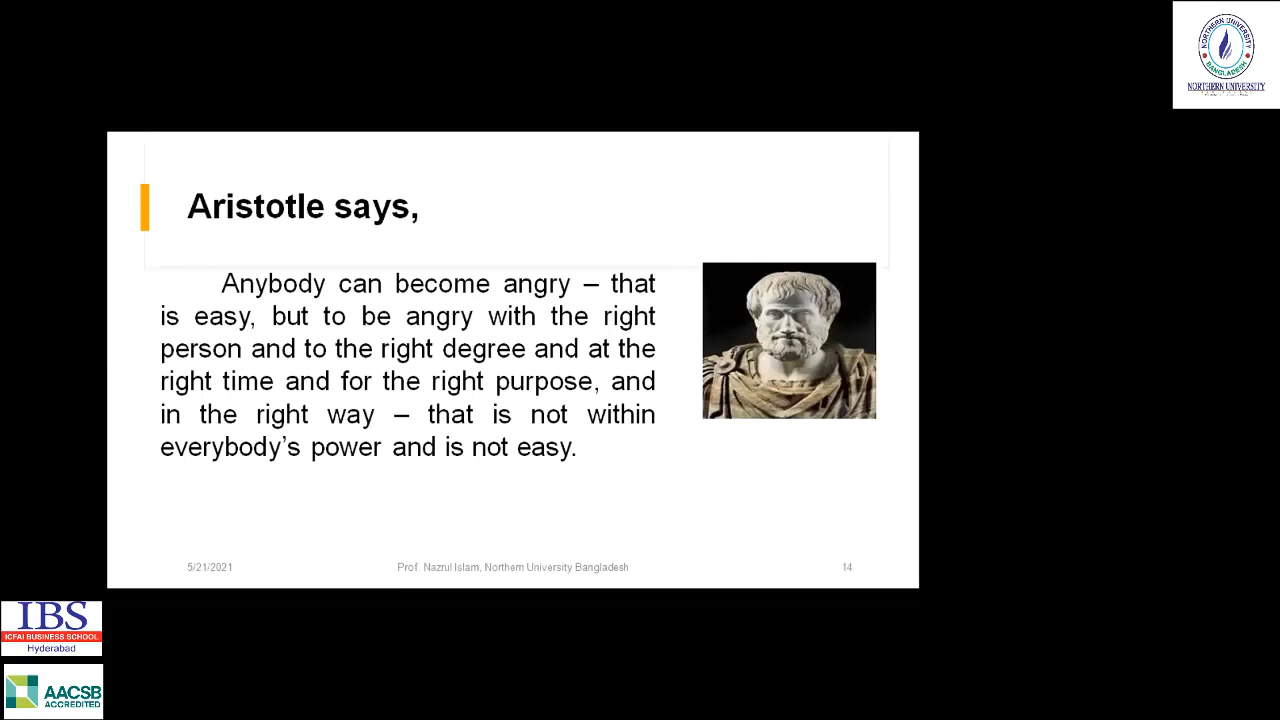 NORTHERN UNIVERSITY
BANGLADESH
NORTHERN UNIVERSITY
Aristotle says,
Anybody can become angry – that
is easy, but to be angry with the right
person and to the right degree and at the
right time and for the right purpose, and
in the right way – that is not within
everybody’s power and is not easy.
5/21/2021
Prof. Nazrul Islam, Northern University Bangladesh
14
IBS
ICFAI BUSINESS SCHOOL
Hyderabad
AACSB
ACCREDITED